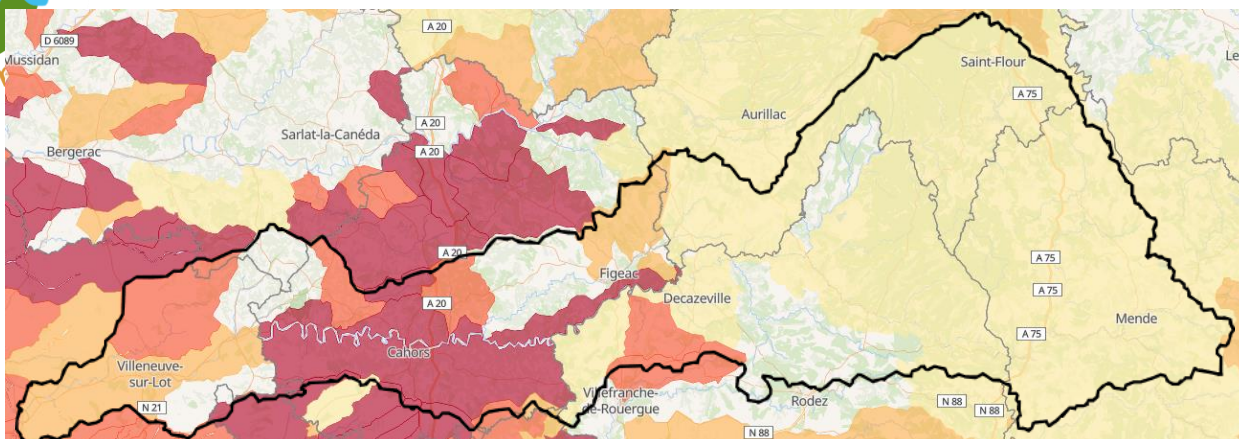 A 20
D 6089
Mussidan
Saint-Flour
Le
A 75
Aurillac
A 20
Sarlat-la-Canéda
Bergerac
A 20
A 20
A 75
Figeac
A 75
Decazeville
A 20
Mende
A 75
Cahors
Villeneuve-
sur-Lot
Villefranche-
de-Rouergue
Rodez
N 88
N 21
N 88
N 88